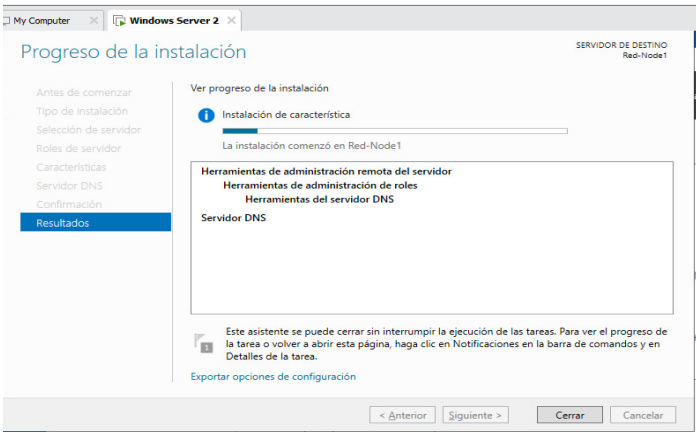 My Computer
Windows Server 2
Progreso de la instalación
SERVIDOR DE DESTINO
Red-Node1
Antes de comenzar
Tipo de instalación
Selección de servidor
Roles de servidor
Características
Servidor DNS
Confirmación
Resultados
Ver progreso de la instalación
Instalación de característica
La instalación comenzó en Red-Node1
Herramientas de administración remota del servidor
Herramientas de administración de roles
Herramientas del servidor DNS
Servidor DNS
1
Este asistente se puede cerrar sin interrumpir la ejecución de las tareas. Para ver el progreso de
la tarea o volver a abrir esta página, haga clic en Notificaciones en la barra de comandos y en
Detalles de la tarea.
Exportar opciones de configuración
< Anterior
Siguiente >
Cerrar
Cancelar